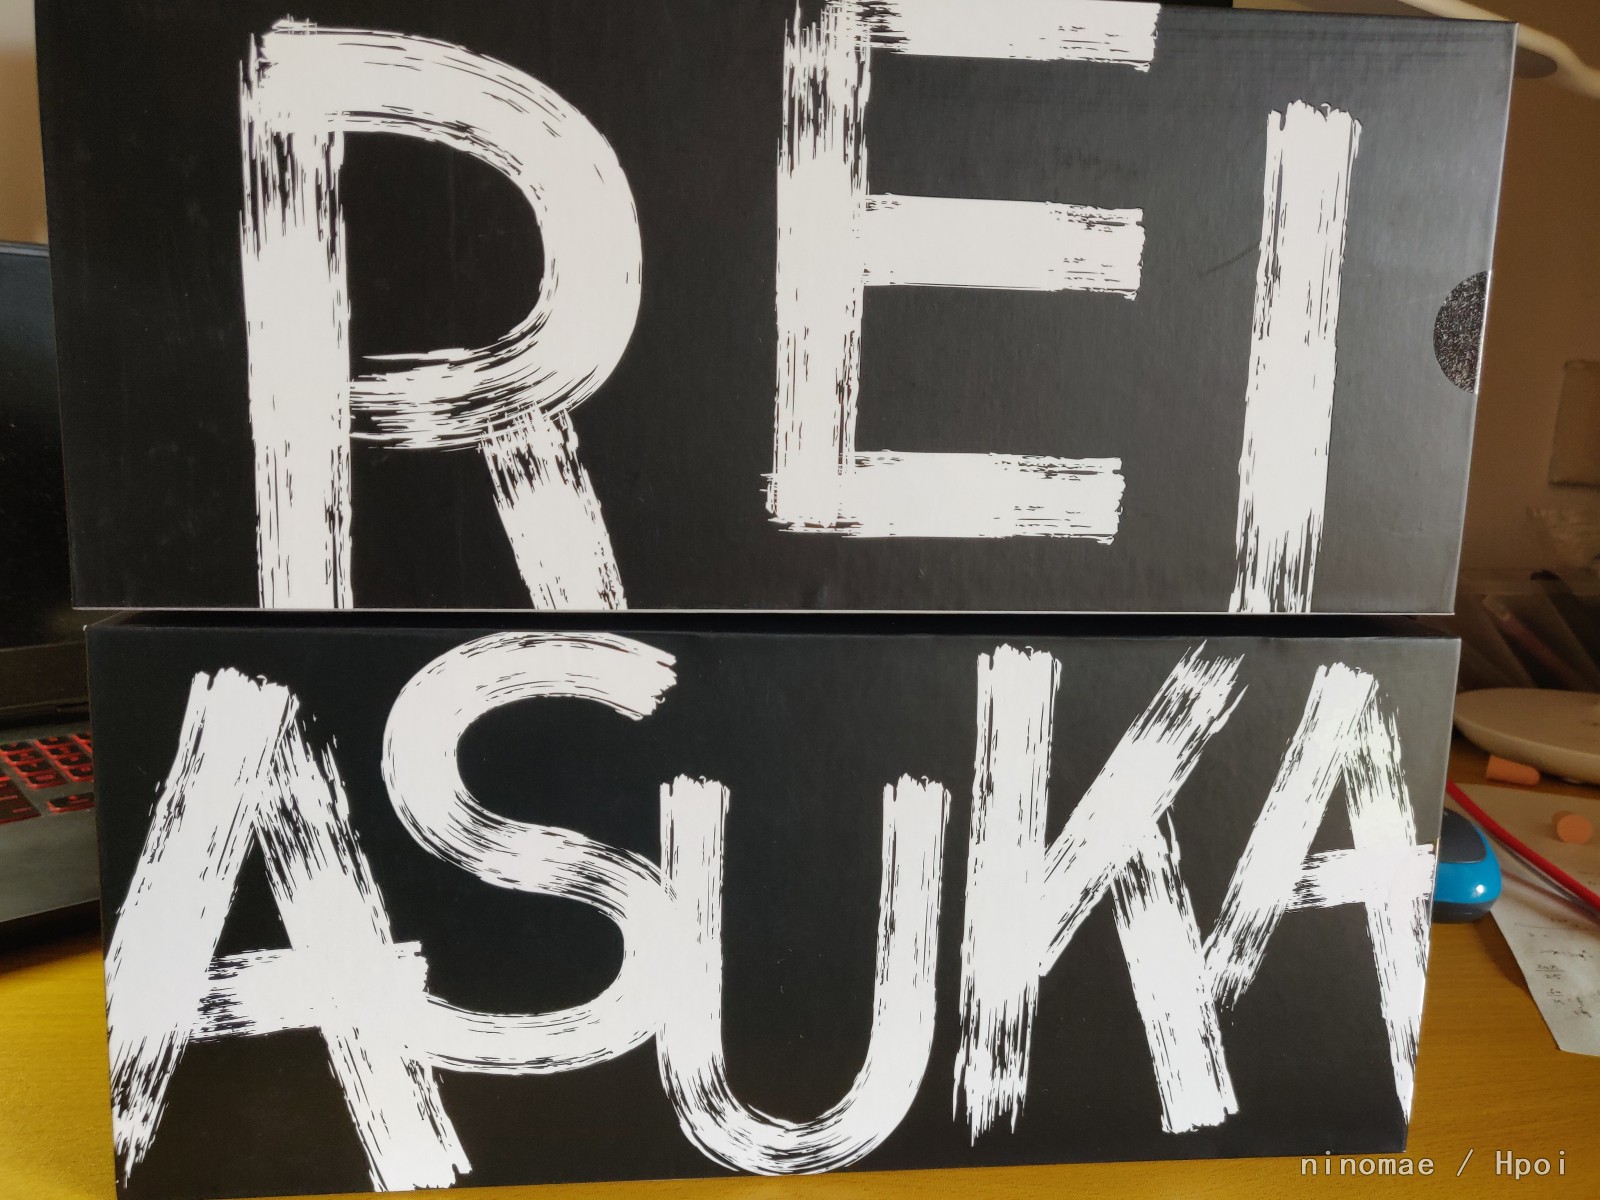 REI
ASUKA
ninomae / Hpoi